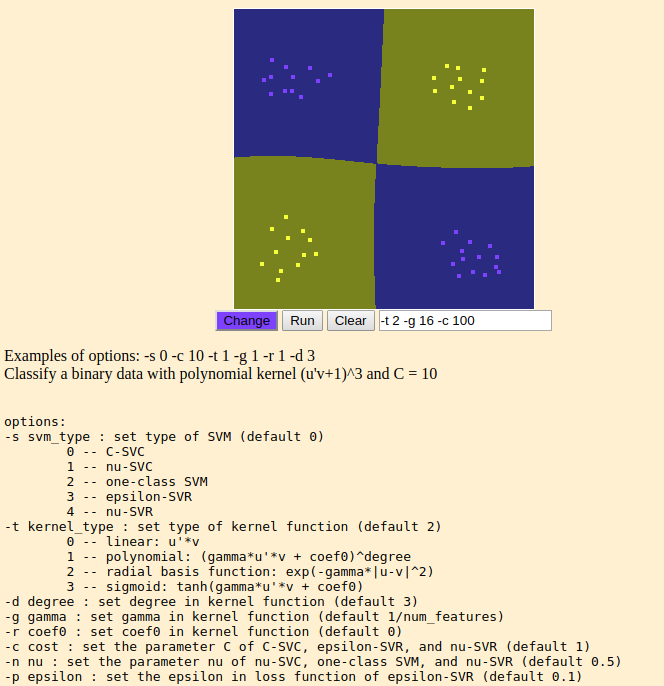 Change Run Clear -t 2 -g 16 -c 100
Examples of options: -s 0 -c 10 -t 1 -g 1 -r 1 -d 3
Classify a binary data with polynomial kernel (u'v+1)^3 and C = 10
options:
-s svm_type : set type of SVM (default 0)
0 -- C-SVC
1 -- nu-SVC
2 -- one-class SVM
3 -- epsilon-SVR
4 -- nu-SVR
-t kernel_type : set type of kernel function (default 2)
0 -- linear: u'*v
1 -- polynomial: (gamma*u'*v + coef0)^degree
2 -- radial basis function: exp(-gamma*|u-v|^2)
3 -- sigmoid: tanh(gamma*u'*v + coef0)
-d degree : set degree in kernel function (default 3)
-g gamma : set gamma in kernel function (default 1/num_features)
-r coef0 : set coef0 in kernel function (default 0)
-c cost : set the parameter C of C-SVC, epsilon-SVR, and nu-SVR (default 1)
-n nu : set the parameter nu of nu-SVC, one-class SVM, and nu-SVR (default 0.5)
-p epsilon : set the epsilon in loss function of epsilon-SVR (default 0.1)